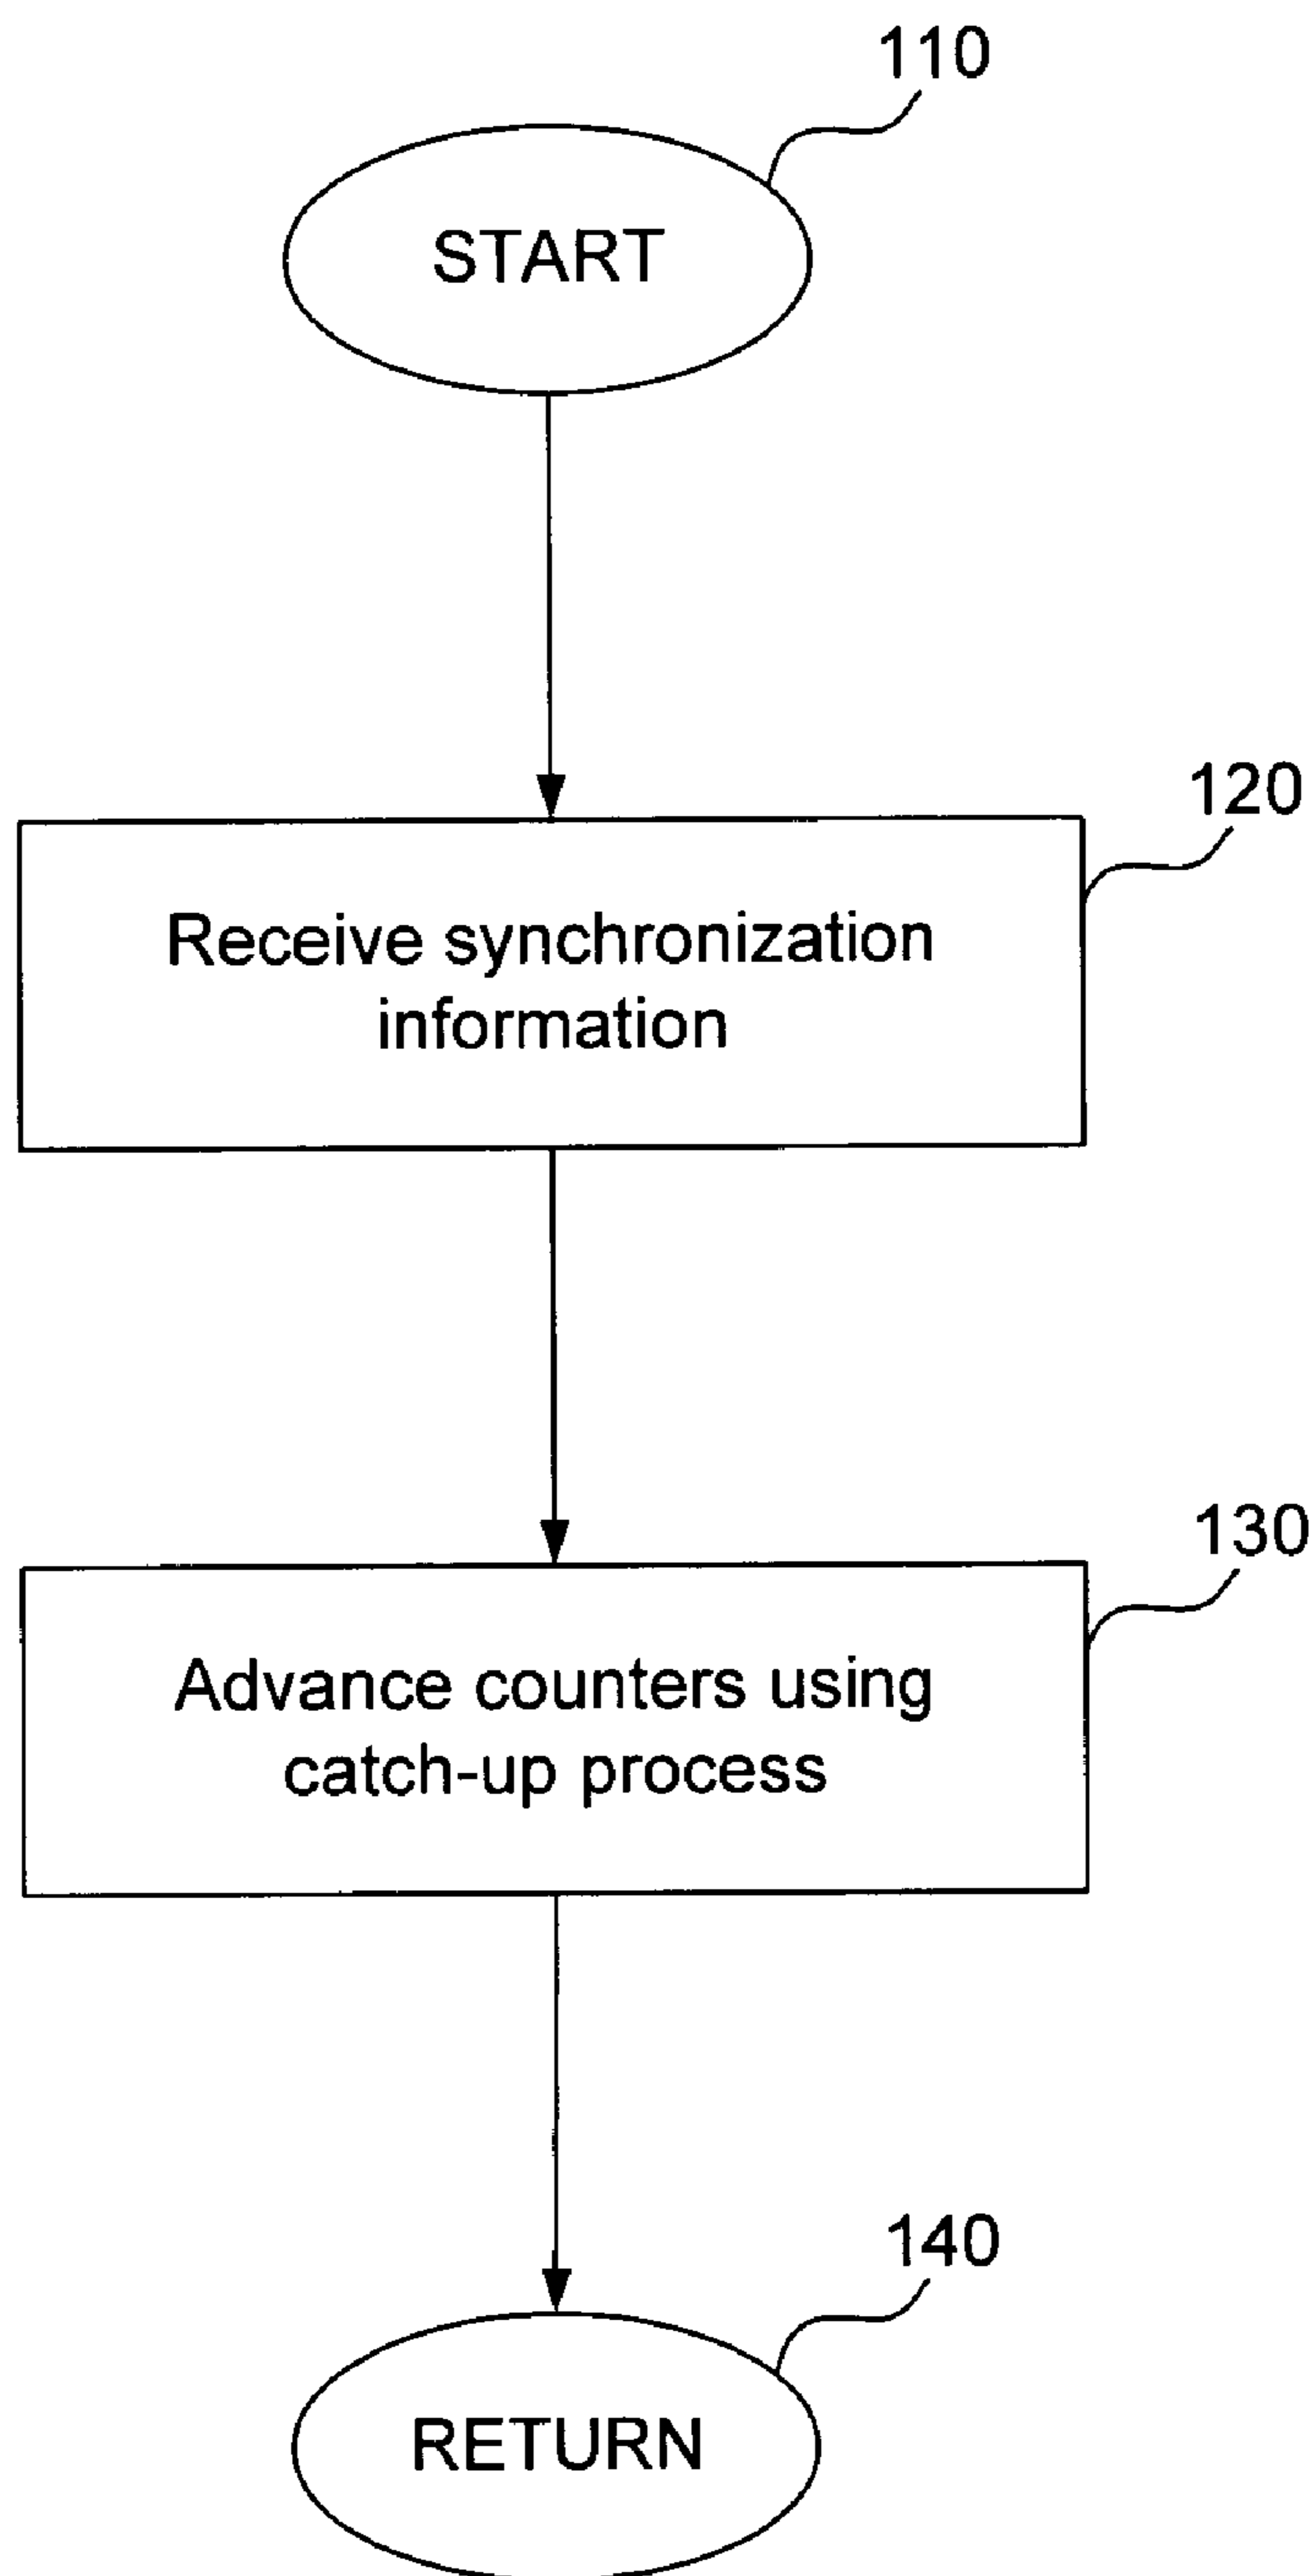 110
START
120
Receive synchronization
information
130
Advance counters using
catch-up process
140
RETURN